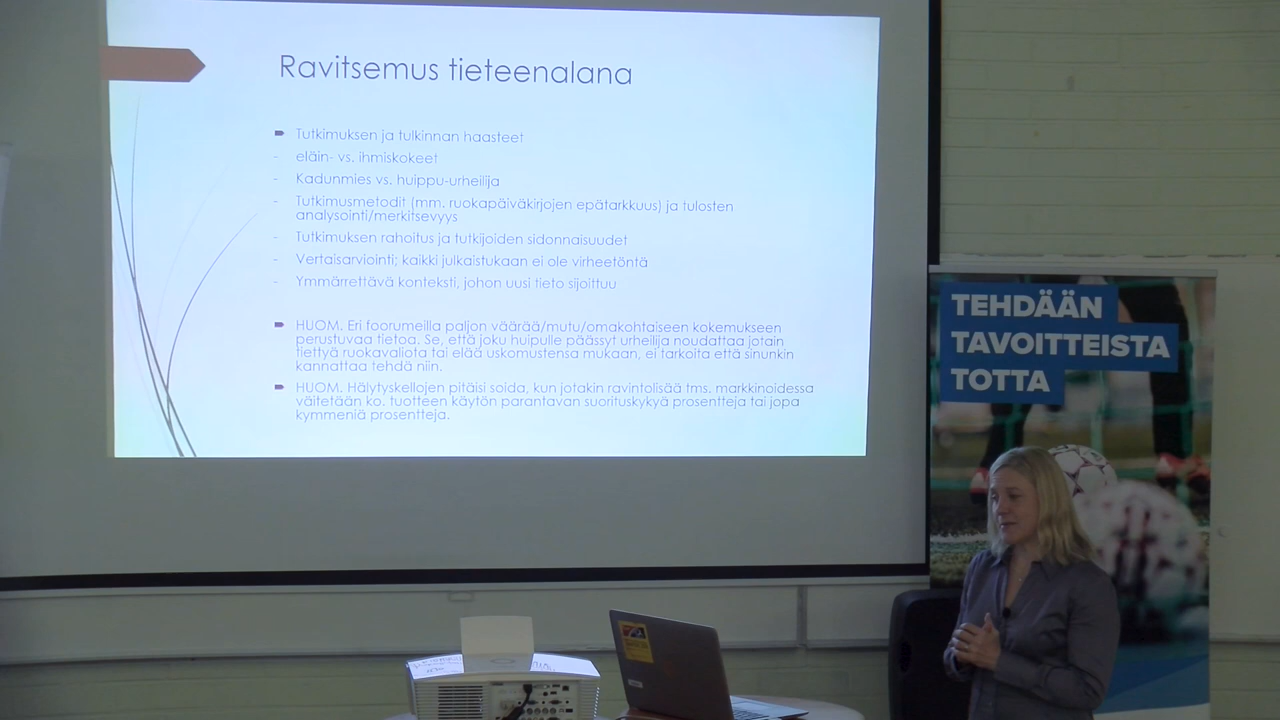 Ravitsemus tieteenalana
Tutkimuksen ja tulkinnan haasteet
- eläin- vs. ihmiskokeet
- Kadunmies vs. huippu-urheilija
- Tutkimusmetodit (mm. ruokapäiväkirjojen epätarkkuus) ja tulosten
analysointi/merkitsevyys
- Tutkimuksen rahoitus ja tutkijoiden sidonnaisuudet
- Vertaisarviointi; kaikki julkaistukaan ei ole virheetöntä
- Ymmärrettävä konteksti, johon uusi tieto sijoittuu
HUOM. Eri foorumeilla paljon väärää/mutu/omakohtaiseen kokemukseen
perustuvaa tietoa. Se, että joku huipulle päässyt urheilija noudattaa jotain
tiettyä ruokavaliota tai elää uskomustensa mukaan, ei tarkoita että sinunkin
kannattaa tehdä niin.
HUOM. Hälytyskellojen pitäisi soida, kun jotakin ravintolisää tms. markkinoidessa
väitetään ko. tuotteen käytön parantavan suorituskykyä prosentteja tai jopa
kymmeniä prosentteja.
TEHDÄÄN
TAVOITTEISTA
TOTTA